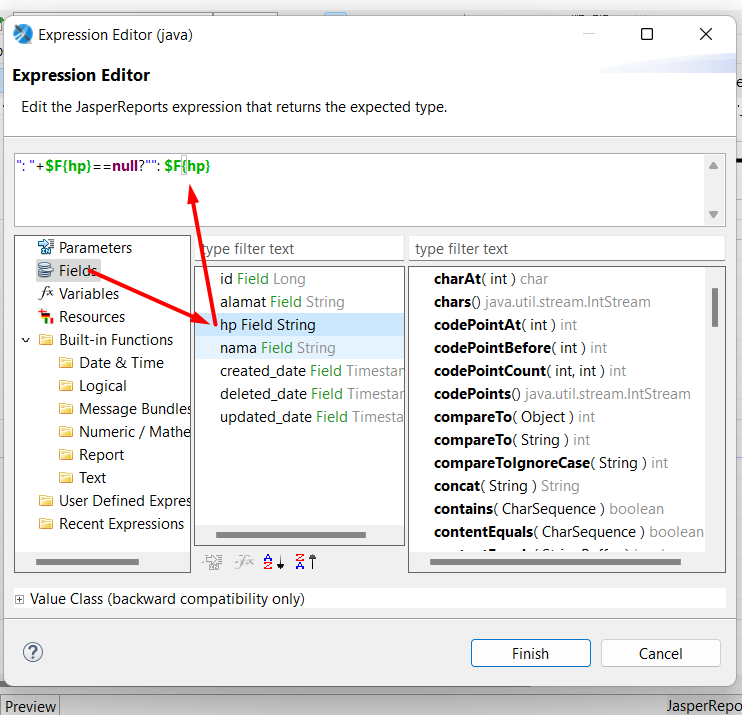 Expression Editor (java)
Expression Editor
Edit the JasperReports expression that returns the expected type.
": "+$F{hp}==null?"": $F{hp}
Parameters
Fields
Variables
Resources
Built-in Functions
Date & Time
Logical
Message Bundles
Numeric / Mathe
Report
Text
User Defined Expres
Recent Expressions
type filter text
id Field Long
alamat Field String
hp Field String
nama Field String
created_date Field Timestar
deleted_date Field Timestar
updated_date Field Timesta
type filter text
charAt( int ) char
chars() java.util.stream.IntStream
codePointAt( int ) int
codePointBefore( int ) int
codePointCount( int, int ) int
codePoints() java.util.stream.IntStream
compareTo( Object ) int
compareTo( String ) int
compareToIgnoreCase( String ) int
concat( String ) String
contains( CharSequence ) boolean
contentEquals( CharSequence ) boolean
Value Class (backward compatibility only)
Finish
Cancel
Preview
JasperRepo